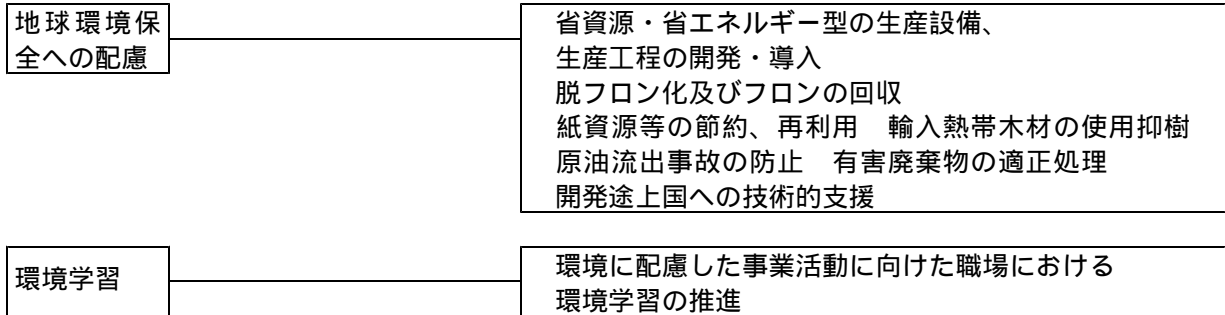 地球環境保
全への配慮
省資源・省エネルギー型の生産設備、
生産工程の開発・導入
脱フロン化及びフロンの回収
紙資源等の節約、再利用　輸入熱帯木材の使用抑樹
原油流出事故の防止　有害廃棄物の適正処理
開発途上国への技術的支援
環境学習
環境に配慮した事業活動に向けた職場における
環境学習の推進